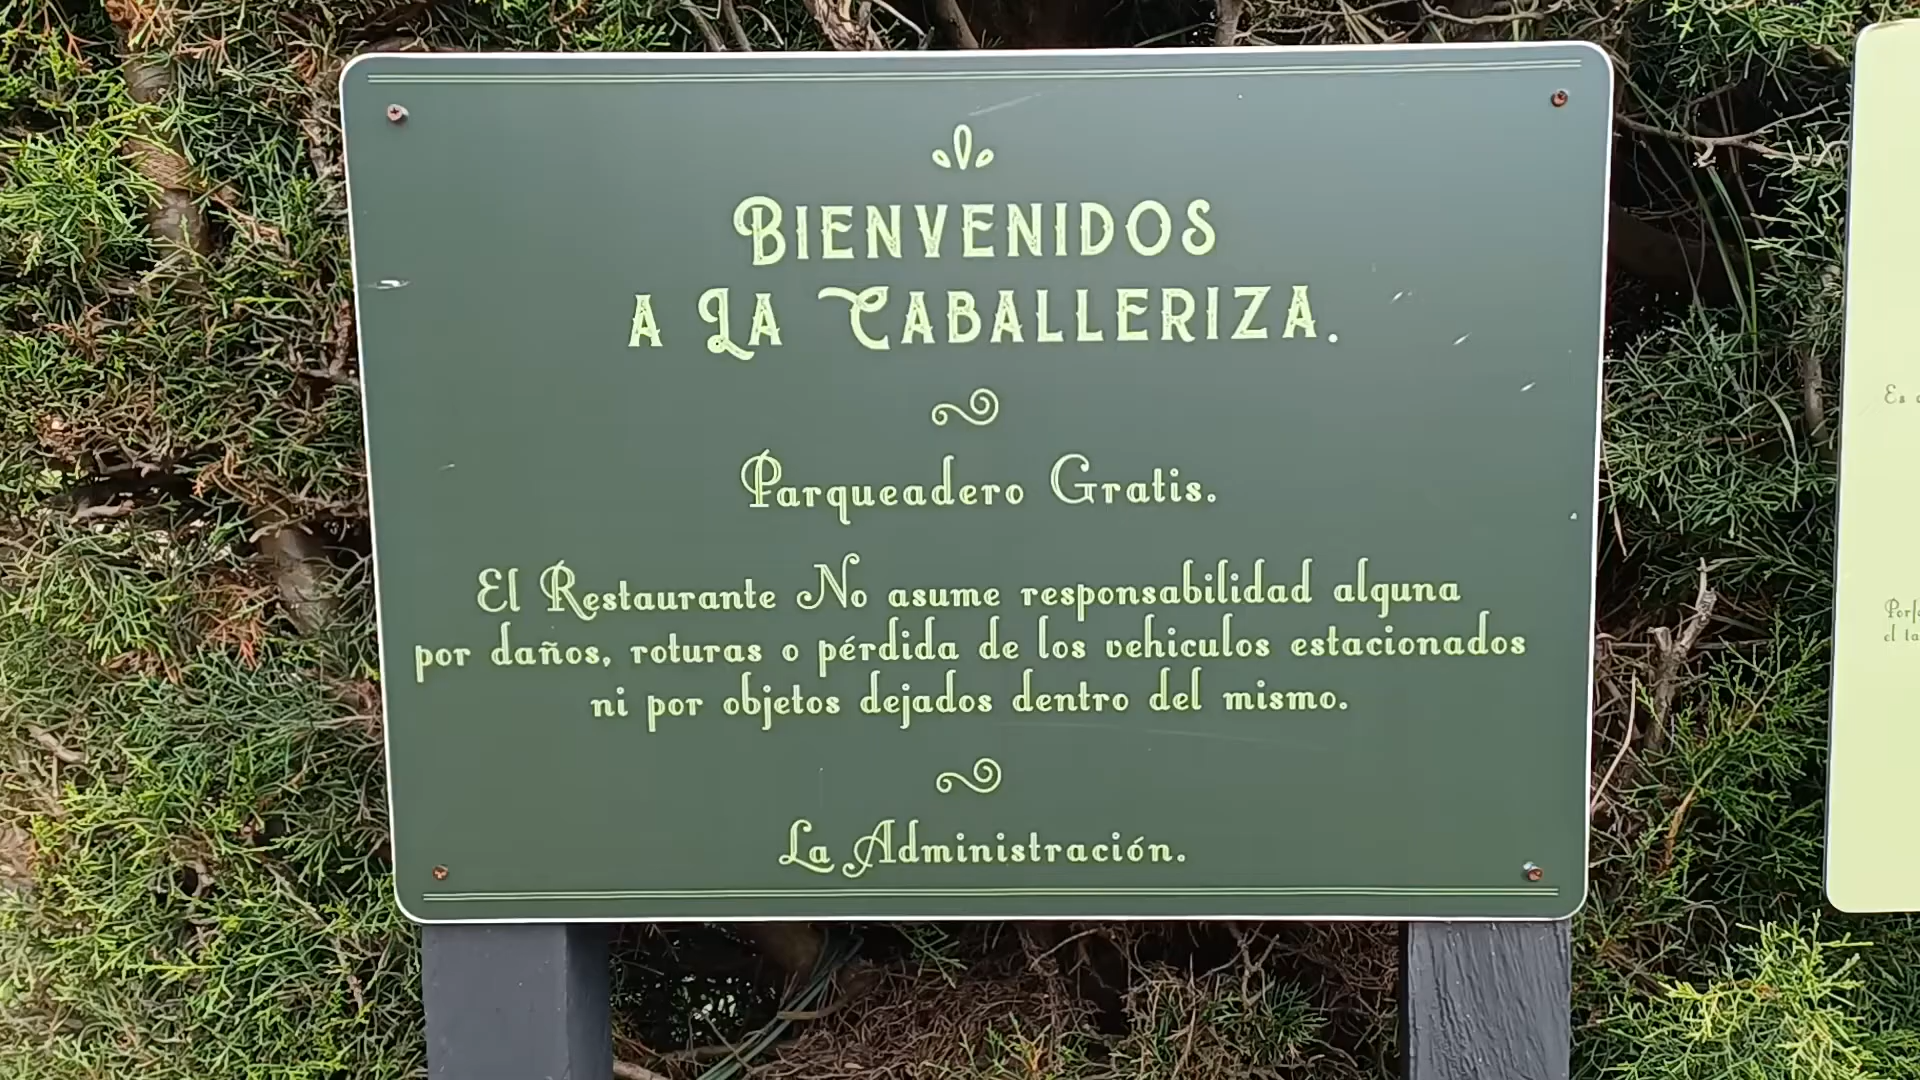 BIENVENIDOS
A LA CABALLERIZA.
Parqueadero Gratis.
El Restaurante No asume responsabilidad alguna
por daños, roturas o pérdida de los vehiculos estacionados
ni por objetos dejados dentro del mismo.
La Administración.
Es